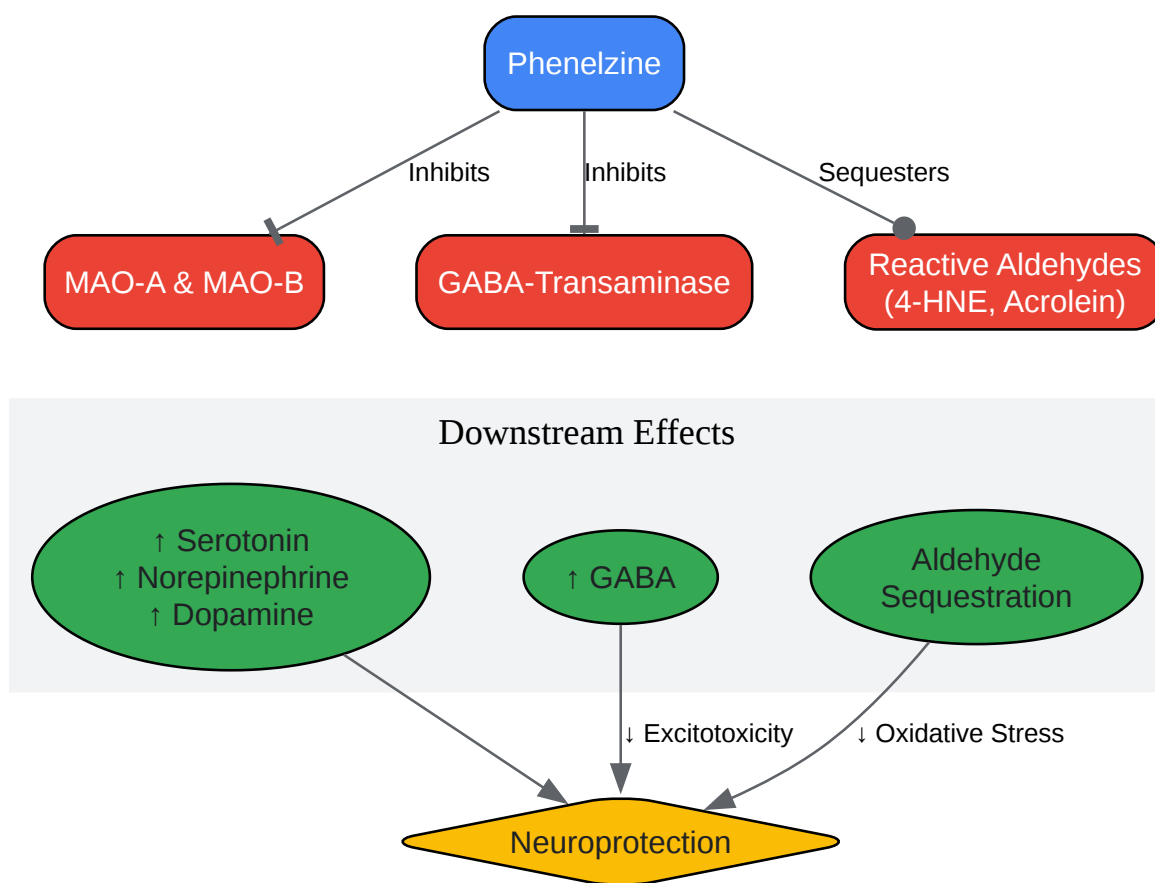 Phenelzine
Inhibits
Inhibits
Sequesters
MAO-A & MAO-B
GABA-Transaminase
Reactive Aldehydes
(4-HNE, Acrolein)
Downstream Effects
↑ Serotonin
↑ Norepinephrine
↑ Dopamine
↑ GABA
Aldehyde
Sequestration
↓ Excitotoxicity
↓ Oxidative Stress
Neuroprotection